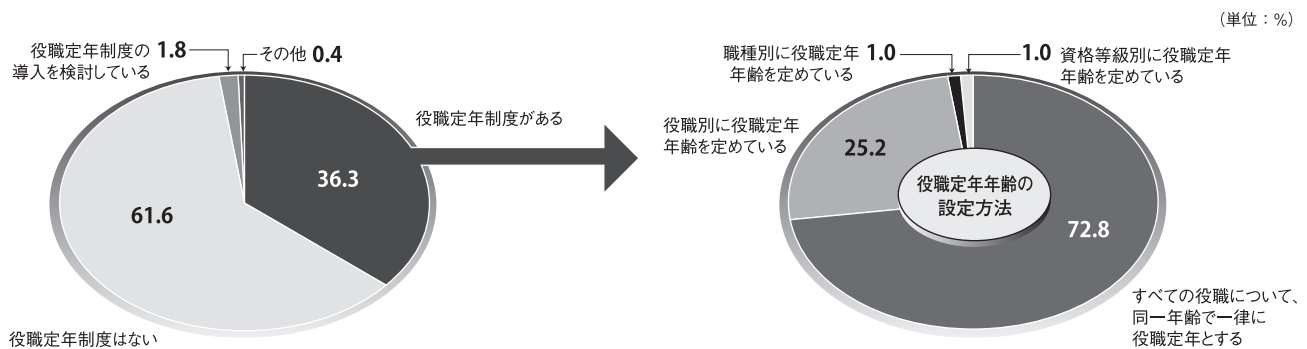 （単位：%）
役職定年制度の
導入を検討している
1.8
その他 0.4
役職定年制度がある
36.3
61.6
役職定年制度はない
職種別に役職定年
年齢を定めている
1.0
1.0
資格等級別に役職定年
年齢を定めている
役職別に役職定年
年齢を定めている
25.2
役職定年年齢の
設定方法
72.8
すべての役職について、
同一年齢で一律に
役職定年とする